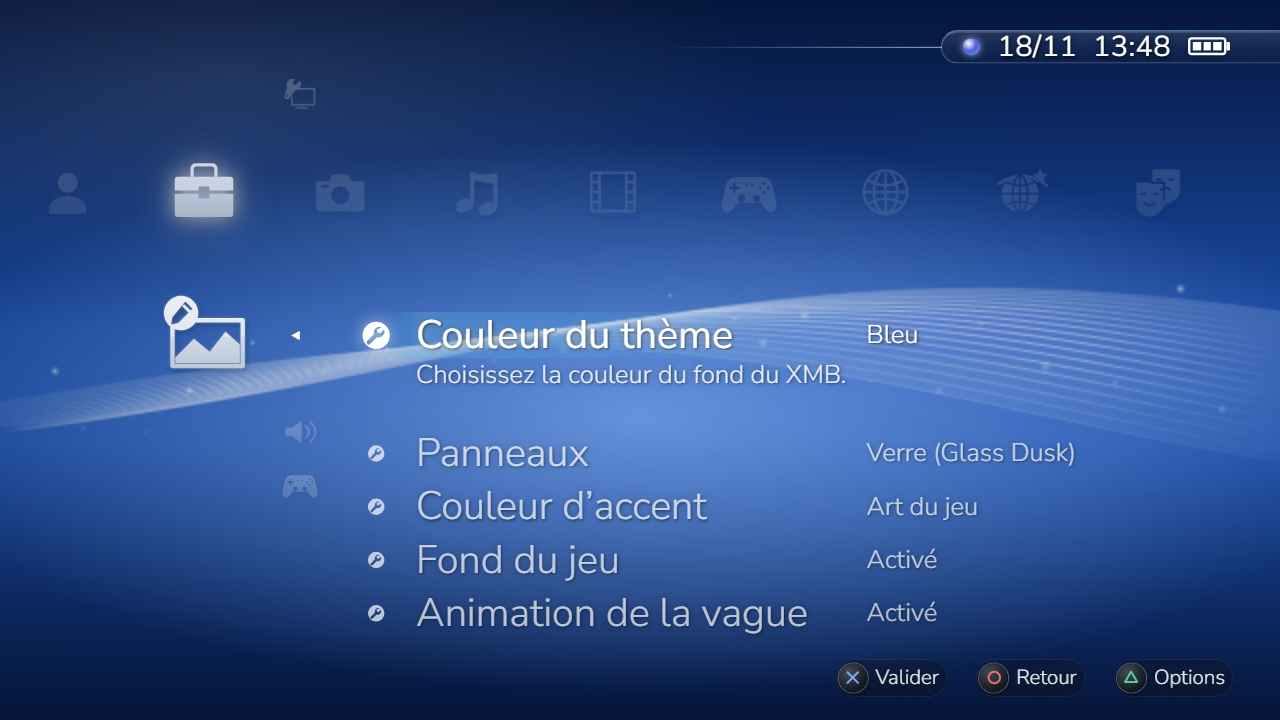 18/11 13:48
Couleur du thème Bleu
Choisissez la couleur du fond du XMB.
Panneaux Verre (Glass Dusk)
Couleur d’accent Art du jeu
Fond du jeu Activé
Animation de la vague Activé
Valider Retour Options